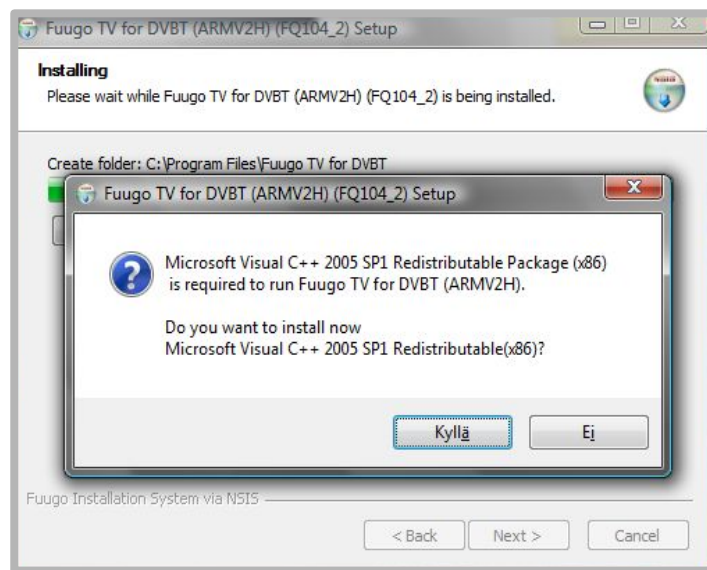 Fuugo TV for DVBT (ARMV2H) (FQ104_2) Setup
Installing
Please wait while Fuugo TV for DVBT (ARMV2H) (FQ104_2) is being installed.
Create folder: C:\Program Files\Fuugo TV for DVBT
Fuugo TV for DVBT (ARMV2H) (FQ104_2) Setup
Microsoft Visual C++ 2005 SP1 Redistributable Package (x86)
is required to run Fuugo TV for DVBT (ARMV2H).
Do you want to install now
Microsoft Visual C++ 2005 SP1 Redistributable(x86)?
Kyllä Ei
Fuugo Installation System via NSIS
< Back Next > Cancel